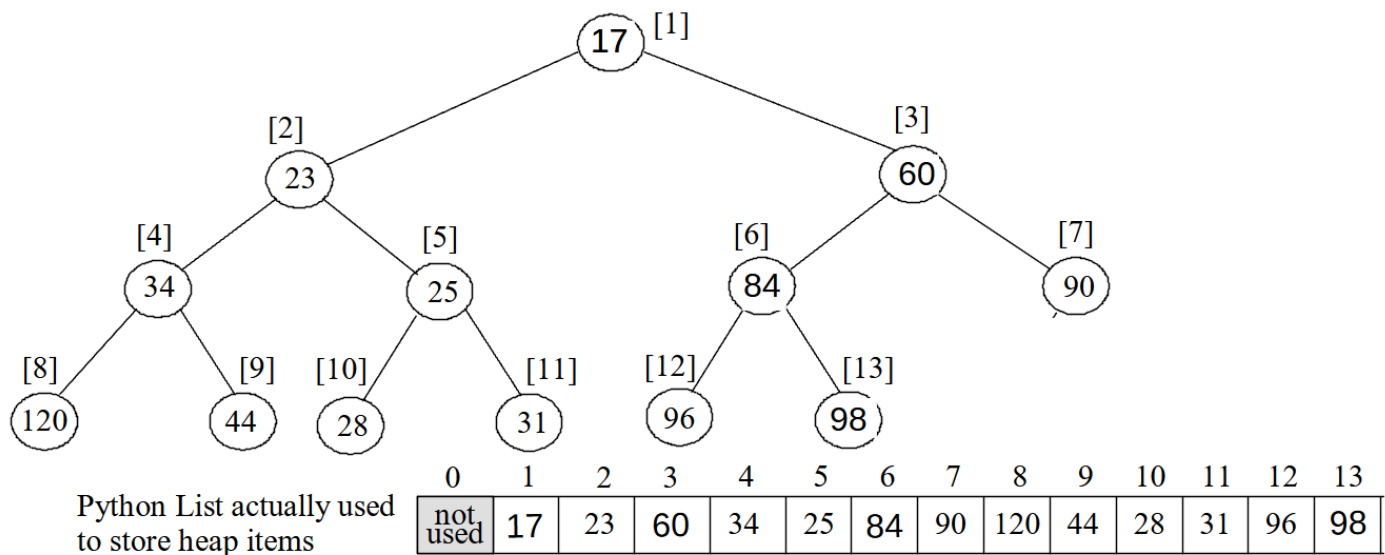 17 [1]
[2] [3]
23 60
[4] [5] [6] [7]
34 25 84 90
[8] [9] [10] [11] [12] [13]
120 44 28 31 96 98
0 1 2 3 4 5 6 7 8 9 10 11 12 13
Python List actually used
to store heap items
not used 17 23 60 34 25 84 90 120 44 28 31 96 98